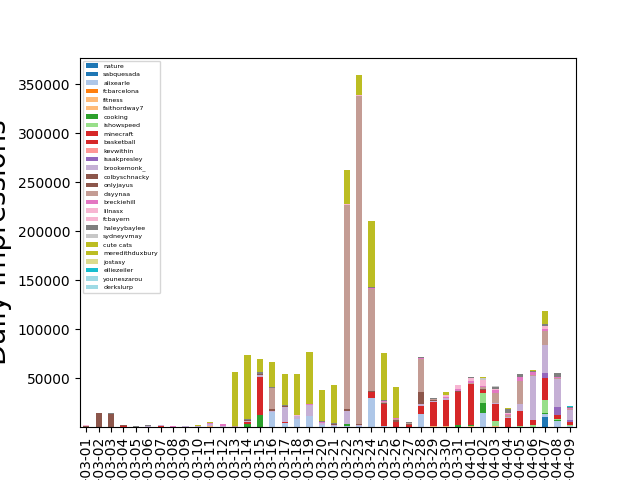 Daily Impressions
350000
300000
250000
200000
150000
100000
50000
nature
sabquesada
alixearle
fcbarcelona
fitness
faithordway7
cooking
ishowspeed
minecraft
basketball
kevwithin
isaakpresley
brookemonk_
colbyschnacky
onlyjayus
dayynaa
breckiehill
lilnasx
fcbayern
haleyybaylee
sydneyvmay
cute cats
meredithduxbury
jostasy
elliezeiler
youneszarou
derkslurp
03-01
03-02
03-03
03-04
03-05
03-06
03-07
03-08
03-09
03-10
03-11
03-12
03-13
03-14
03-15
03-16
03-17
03-18
03-19
03-20
03-21
03-22
03-23
03-24
03-25
03-26
03-27
03-28
03-29
03-30
03-31
04-01
04-02
04-03
04-04
04-05
04-06
04-07
04-08
04-09